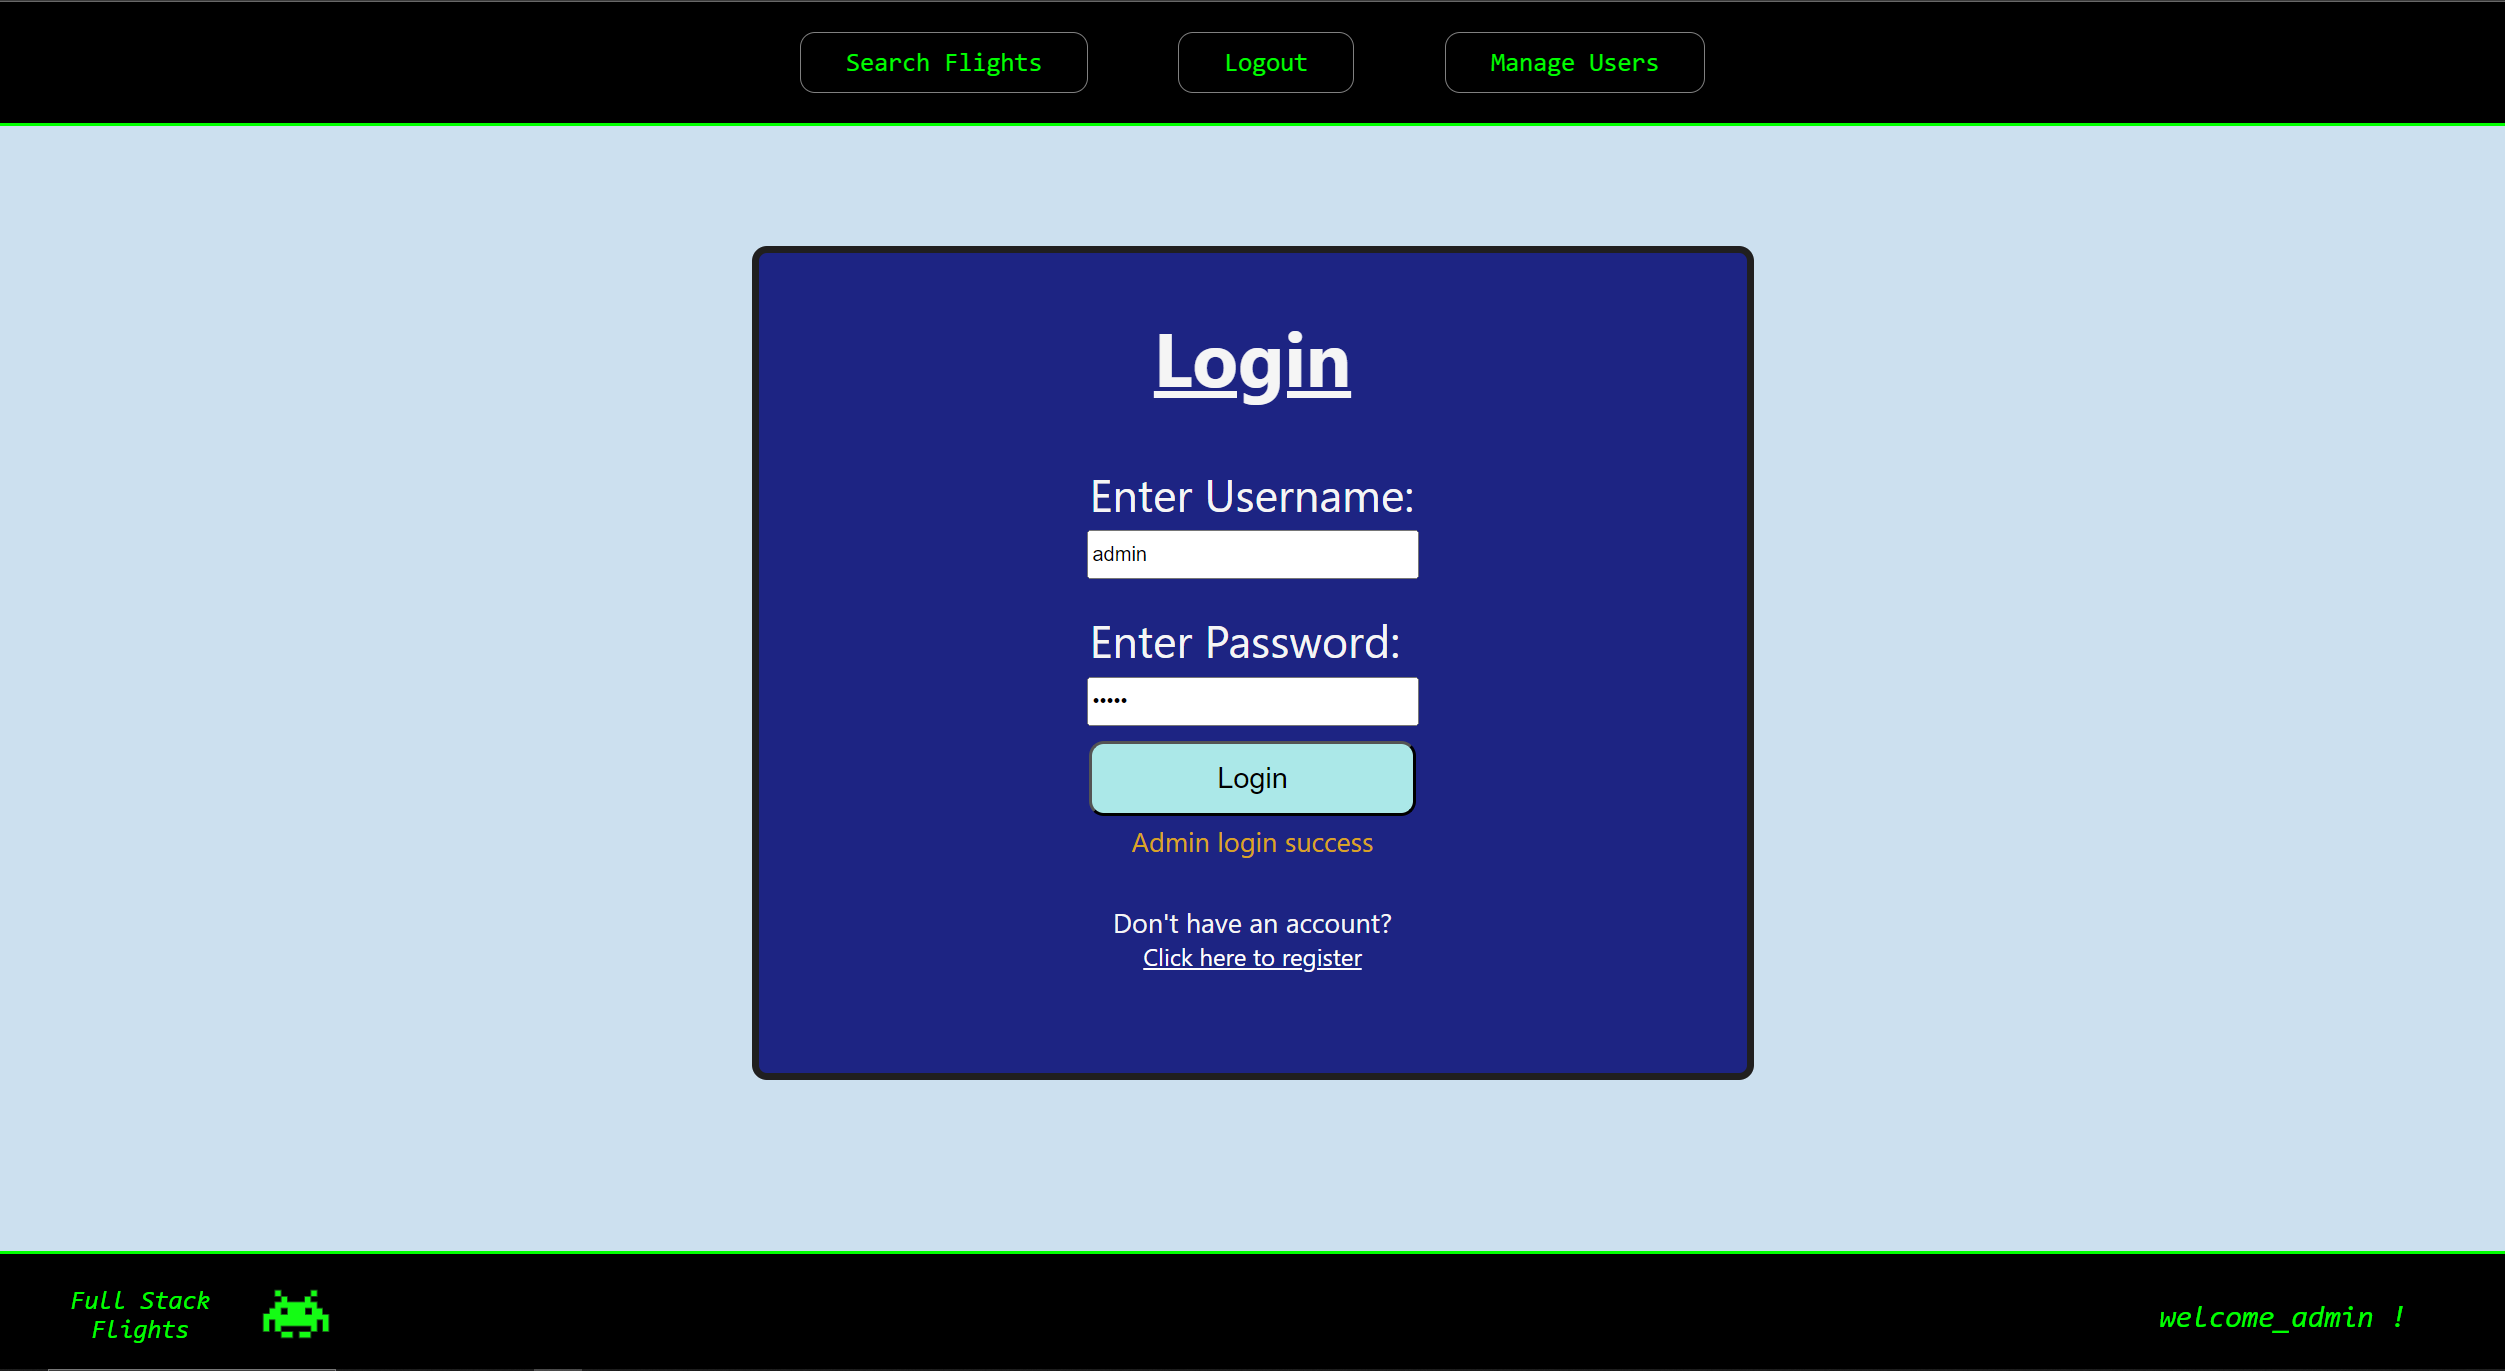 Search Flights
Logout
Manage Users
Login
Enter Username:
admin
Enter Password:
•••••
Login
Admin login success
Don't have an account?
Click here to register
Full Stack
Flights
welcome_admin !